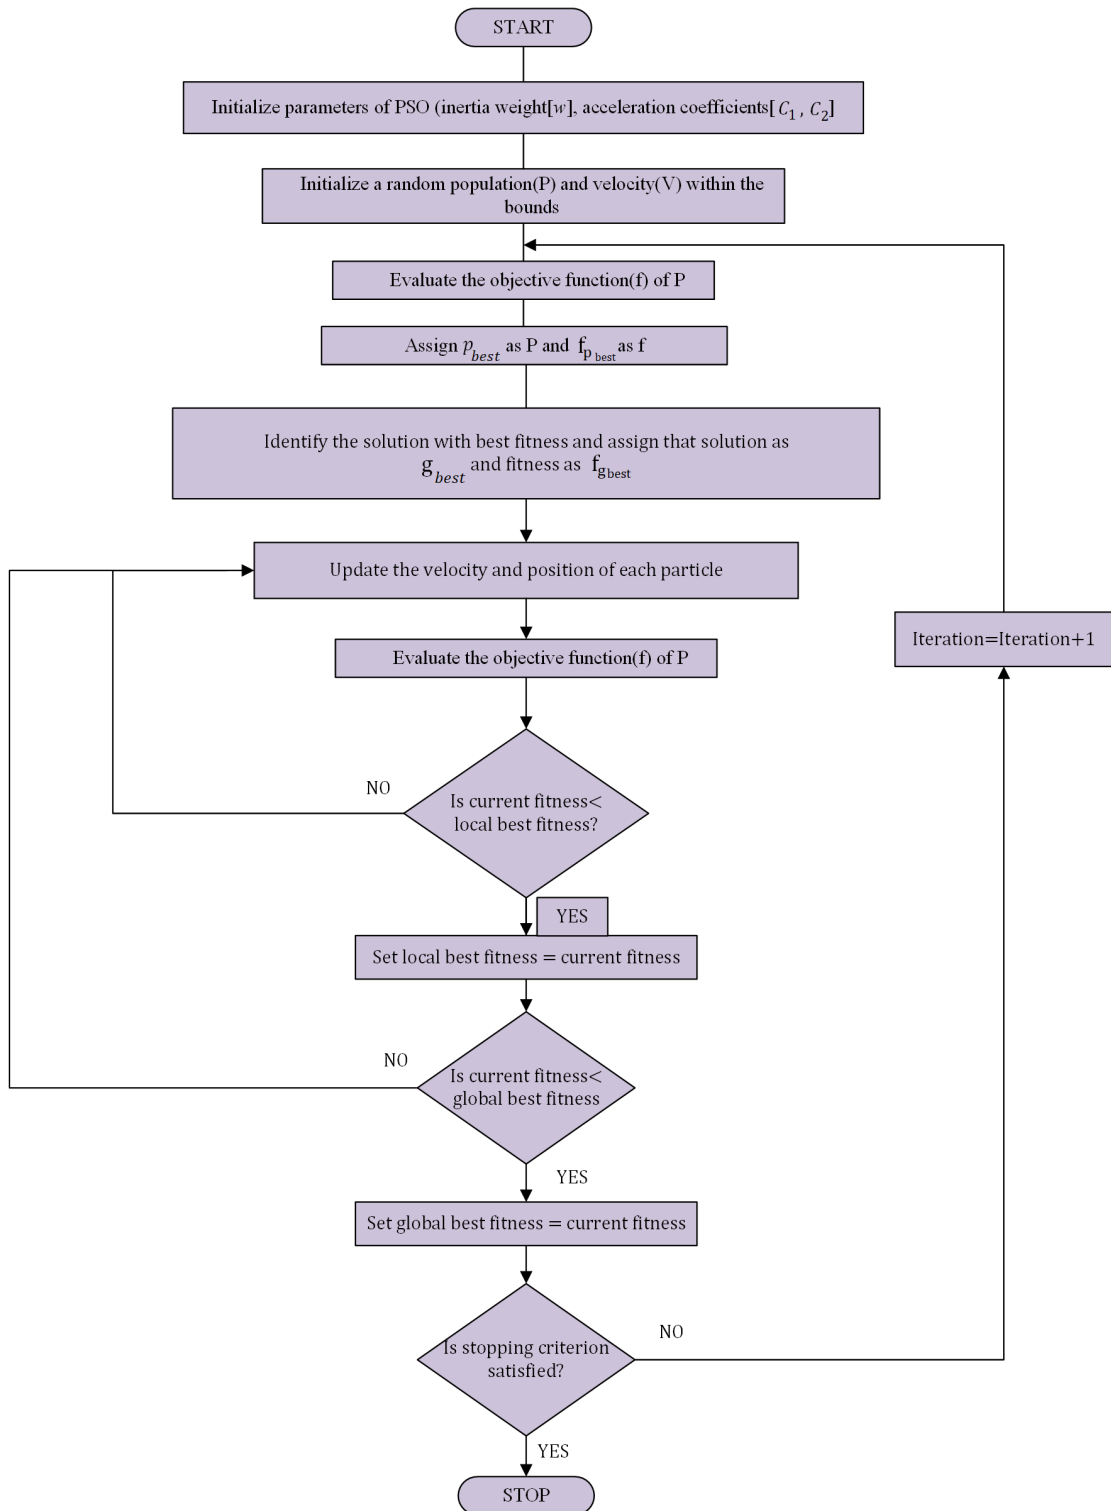 START
Initialize parameters of PSO (inertia weight[w], acceleration coefficients[ C1 , C2]
Initialize a random population(P) and velocity(V) within the
bounds
Evaluate the objective function(f) of P
Assign pbest as P and fpbest as f
Identify the solution with best fitness and assign that solution as
gbest and fitness as fgbest
Update the velocity and position of each particle
Iteration=Iteration+1
Evaluate the objective function(f) of P
NO
Is current fitness<
local best fitness?
YES
Set local best fitness = current fitness
NO
Is current fitness<
global best fitness
YES
Set global best fitness = current fitness
NO
Is stopping criterion
satisfied?
YES
STOP